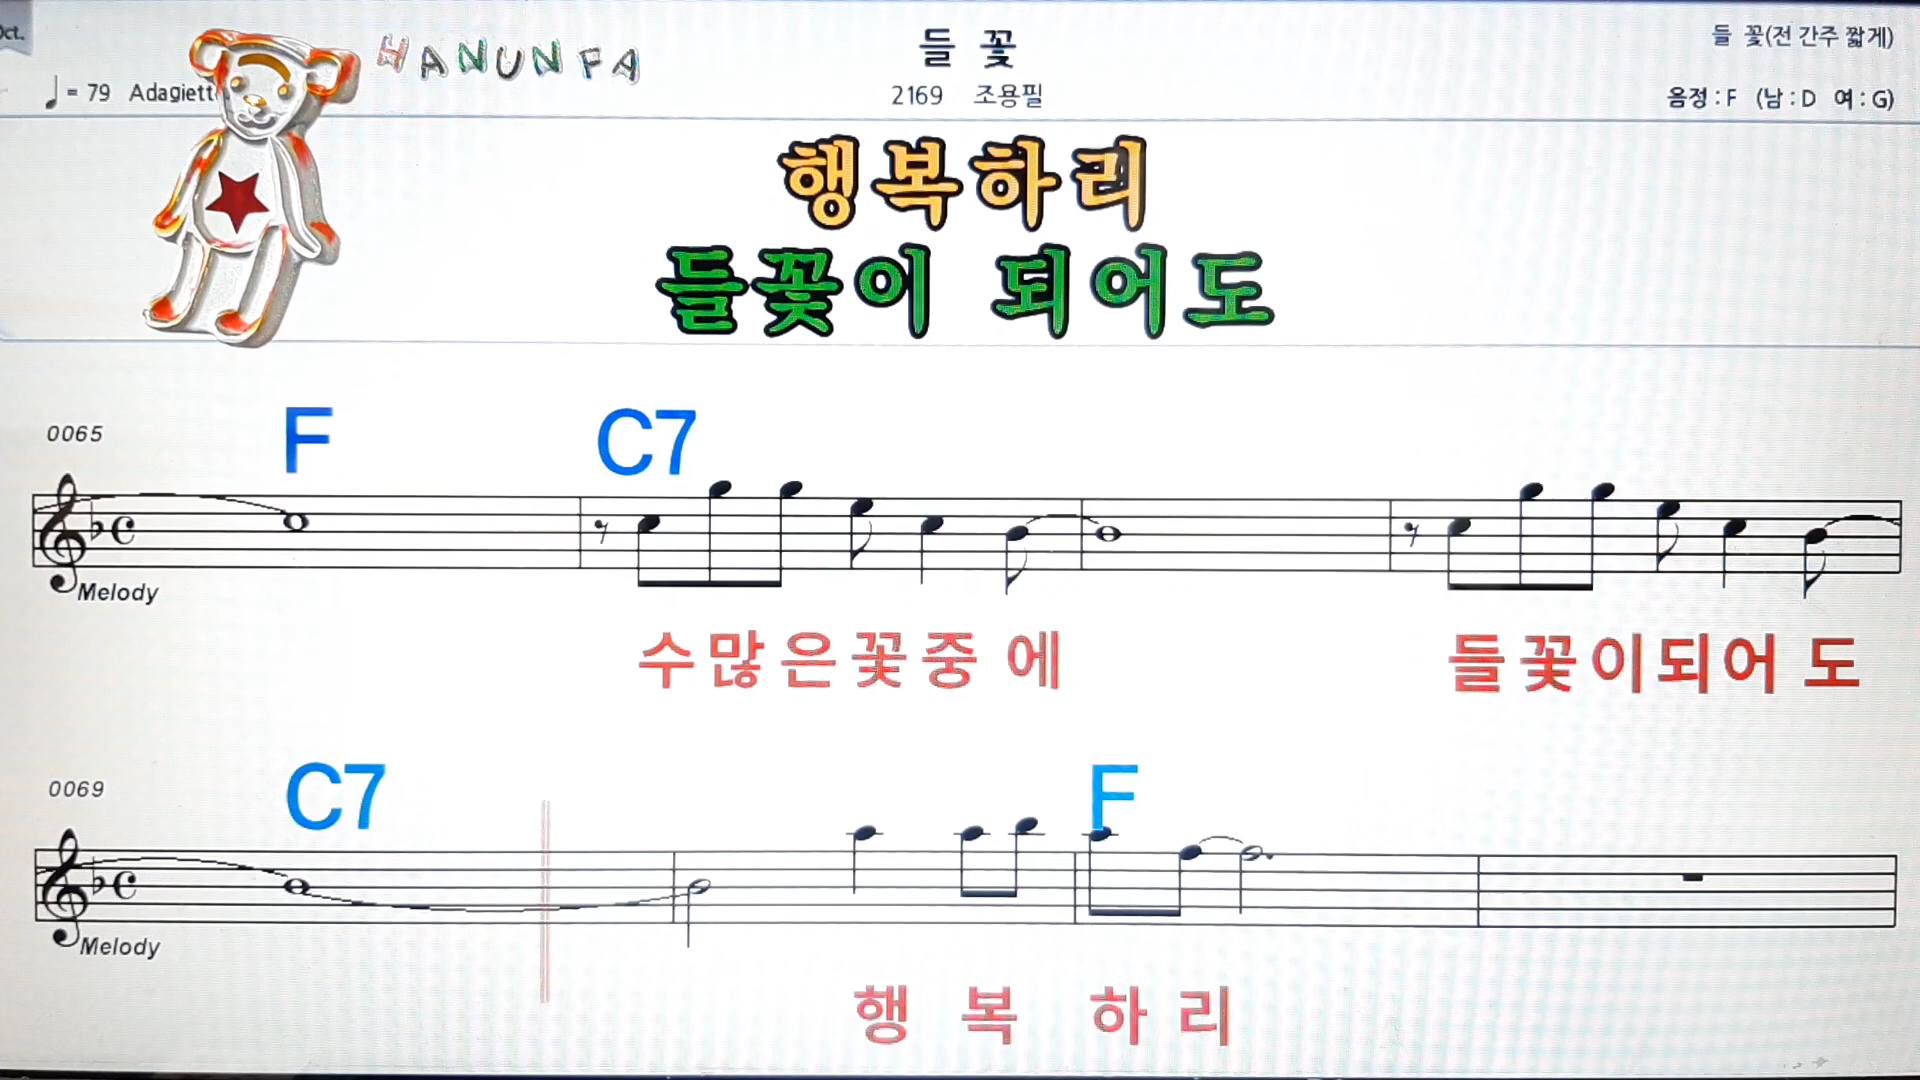 Oct.
HANUNFA
들 꽃
들 꽃(전 간주 짧게)
= 79 Adagiett
2169 조용필
음정 : F (남 : D 여 : G)
행복하리
들꽃이 되어도
0065
F C7
Melody
수많은꽃중 에 들꽃이되어 도
0069
C7 F
Melody
행 복 하 리